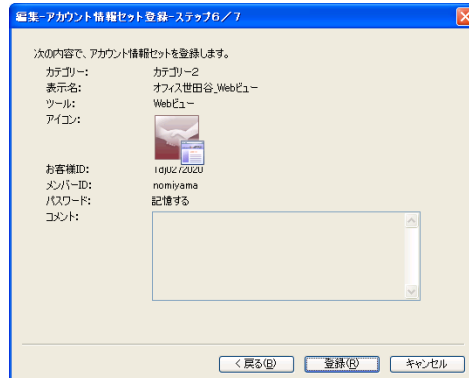 編集-アカウント情報セット登録-ステップ6/7
次の内容で、アカウント情報セットを登録します。
カテゴリー: カテゴリー2
表示名: オフィス世田谷_Webビュー
ツール: Webビュー
アイコン:
お客様ID: Tdj0272020
メンバーID: nomiyama
パスワード: 記憶する
コメント:
< 戻る(B) 登録(R) キャンセル